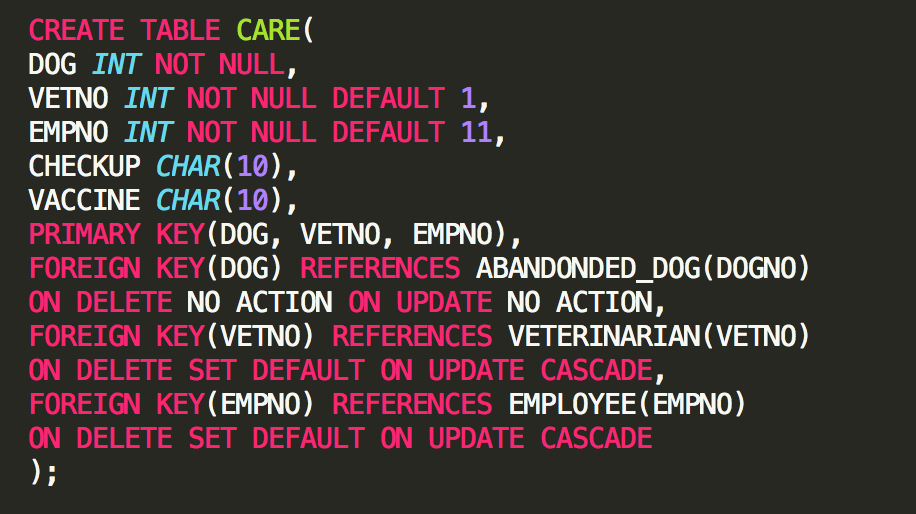 CREATE TABLE CARE(
DOG INT NOT NULL,
VETNO INT NOT NULL DEFAULT 1,
EMPNO INT NOT NULL DEFAULT 11,
CHECKUP CHAR(10),
VACCINE CHAR(10),
PRIMARY KEY(DOG, VETNO, EMPNO),
FOREIGN KEY(DOG) REFERENCES ABANDONDED_DOG(DOGNO)
ON DELETE NO ACTION ON UPDATE NO ACTION,
FOREIGN KEY(VETNO) REFERENCES VETERINARIAN(VETNO)
ON DELETE SET DEFAULT ON UPDATE CASCADE,
FOREIGN KEY(EMPNO) REFERENCES EMPLOYEE(EMPNO)
ON DELETE SET DEFAULT ON UPDATE CASCADE
);